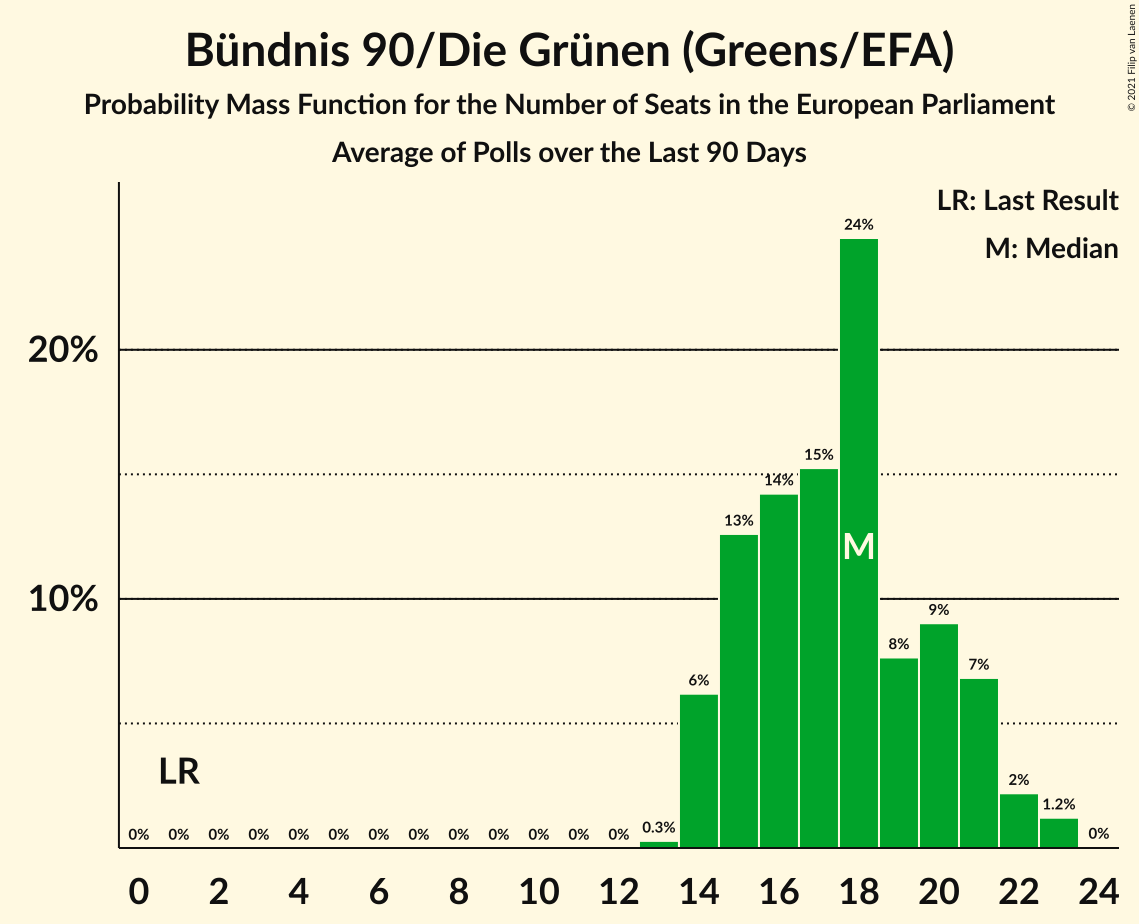 Bündnis 90/Die Grünen (Greens/EFA)
Probability Mass Function for the Number of Seats in the European Parliament
Average of Polls over the Last 90 Days
© 2021 Filip van Laenen
LR: Last Result
M: Median
24%
20%
15%
14%
13%
M
10%
9%
8%
7%
6%
LR
2%
1.2%
0% 0% 0% 0% 0% 0% 0% 0% 0% 0% 0% 0% 0% 0.3% 0%
0 2 4 6 8 10 12 14 16 18 20 22 24